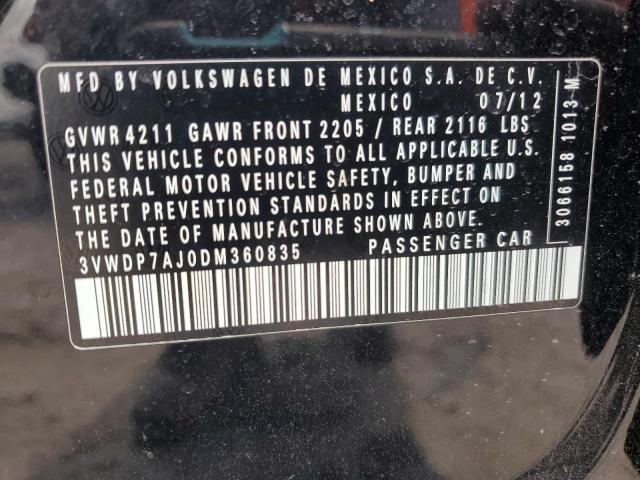 MFD BY VOLKSWAGEN DE MEXICO S.A. DE C.V.
MEXICO 07/12
GVWR 4211 GAWR FRONT 2205 / REAR 2116 LBS
THIS VEHICLE CONFORMS TO ALL APPLICABLE U.S.
FEDERAL MOTOR VEHICLE SAFETY, BUMPER AND
THEFT PREVENTION STANDARDS IN EFFECT ON
THE DATE OF MANUFACTURE SHOWN ABOVE.
3VWDP7AJ0DM360835 PASSENGER CAR
3066158 1013 M